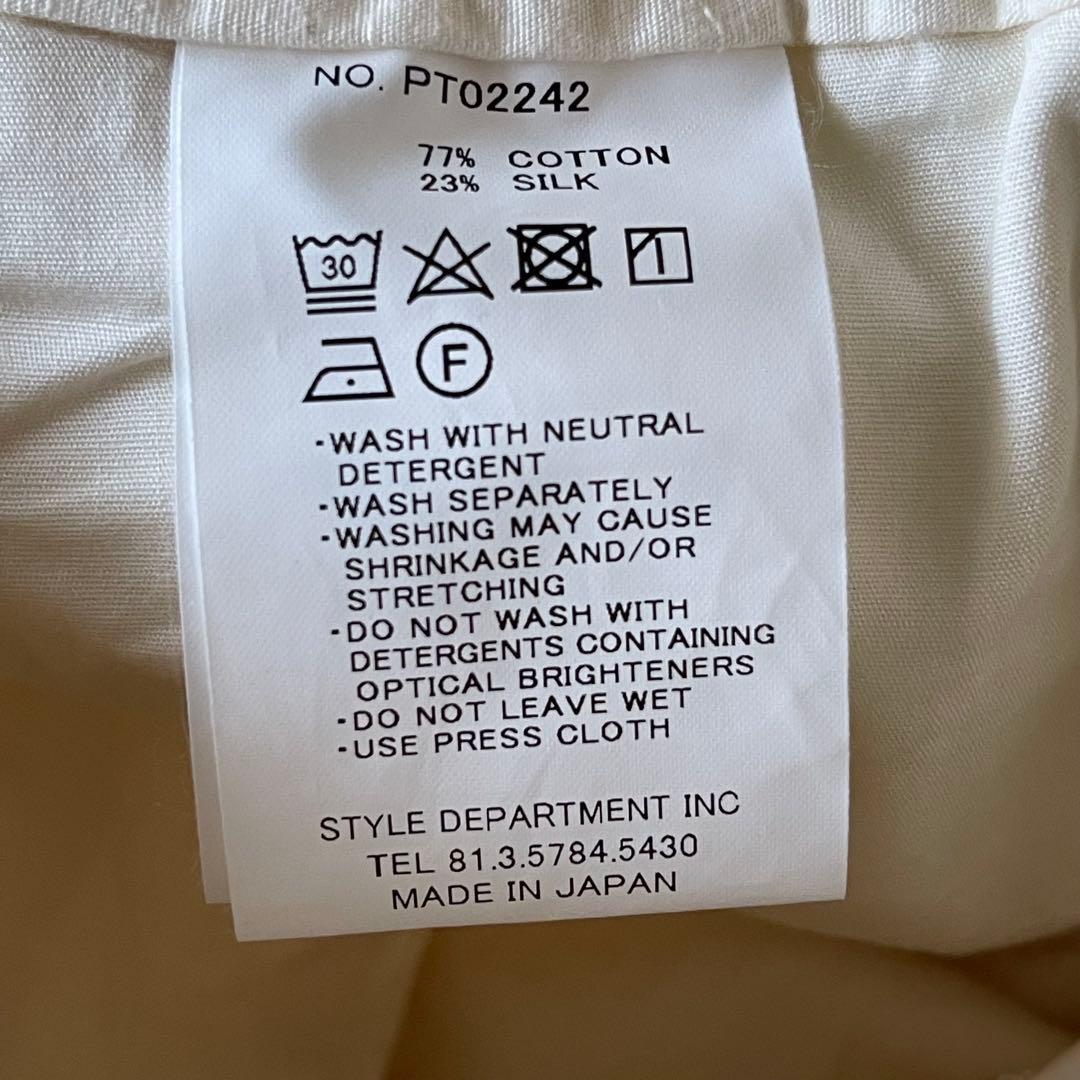 NO. PT02242
77% COTTON
23% SILK
30
F
-WASH WITH NEUTRAL
DETERGENT
-WASH SEPARATELY
-WASHING MAY CAUSE
SHRINKAGE AND/OR
STRETCHING
-DO NOT WASH WITH
DETERGENTS CONTAINING
OPTICAL BRIGHTENERS
-DO NOT LEAVE WET
-USE PRESS CLOTH
STYLE DEPARTMENT INC
TEL 81.3.5784.5430
MADE IN JAPAN